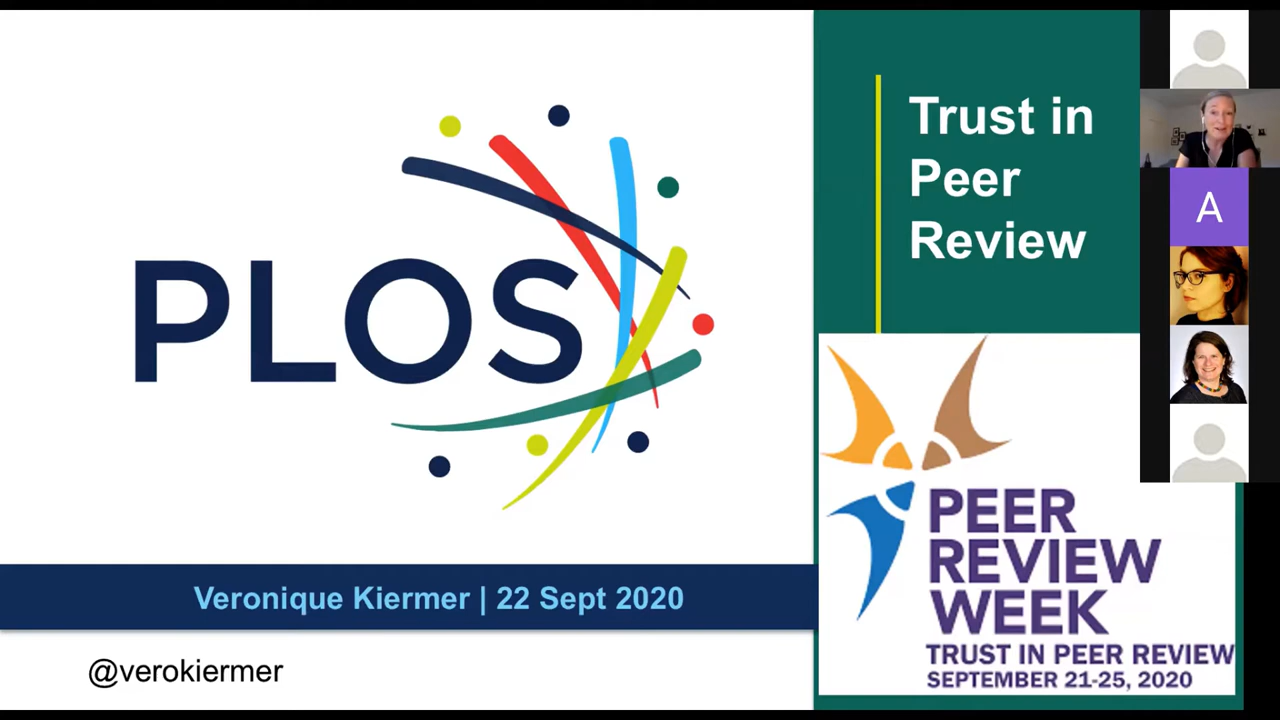 PLOS
Veronique Kiermer | 22 Sept 2020
@verokiermer
Trust in
Peer
Review
PEER
REVIEW
WEEK
TRUST IN PEER REVIEW
SEPTEMBER 21-25, 2020
A